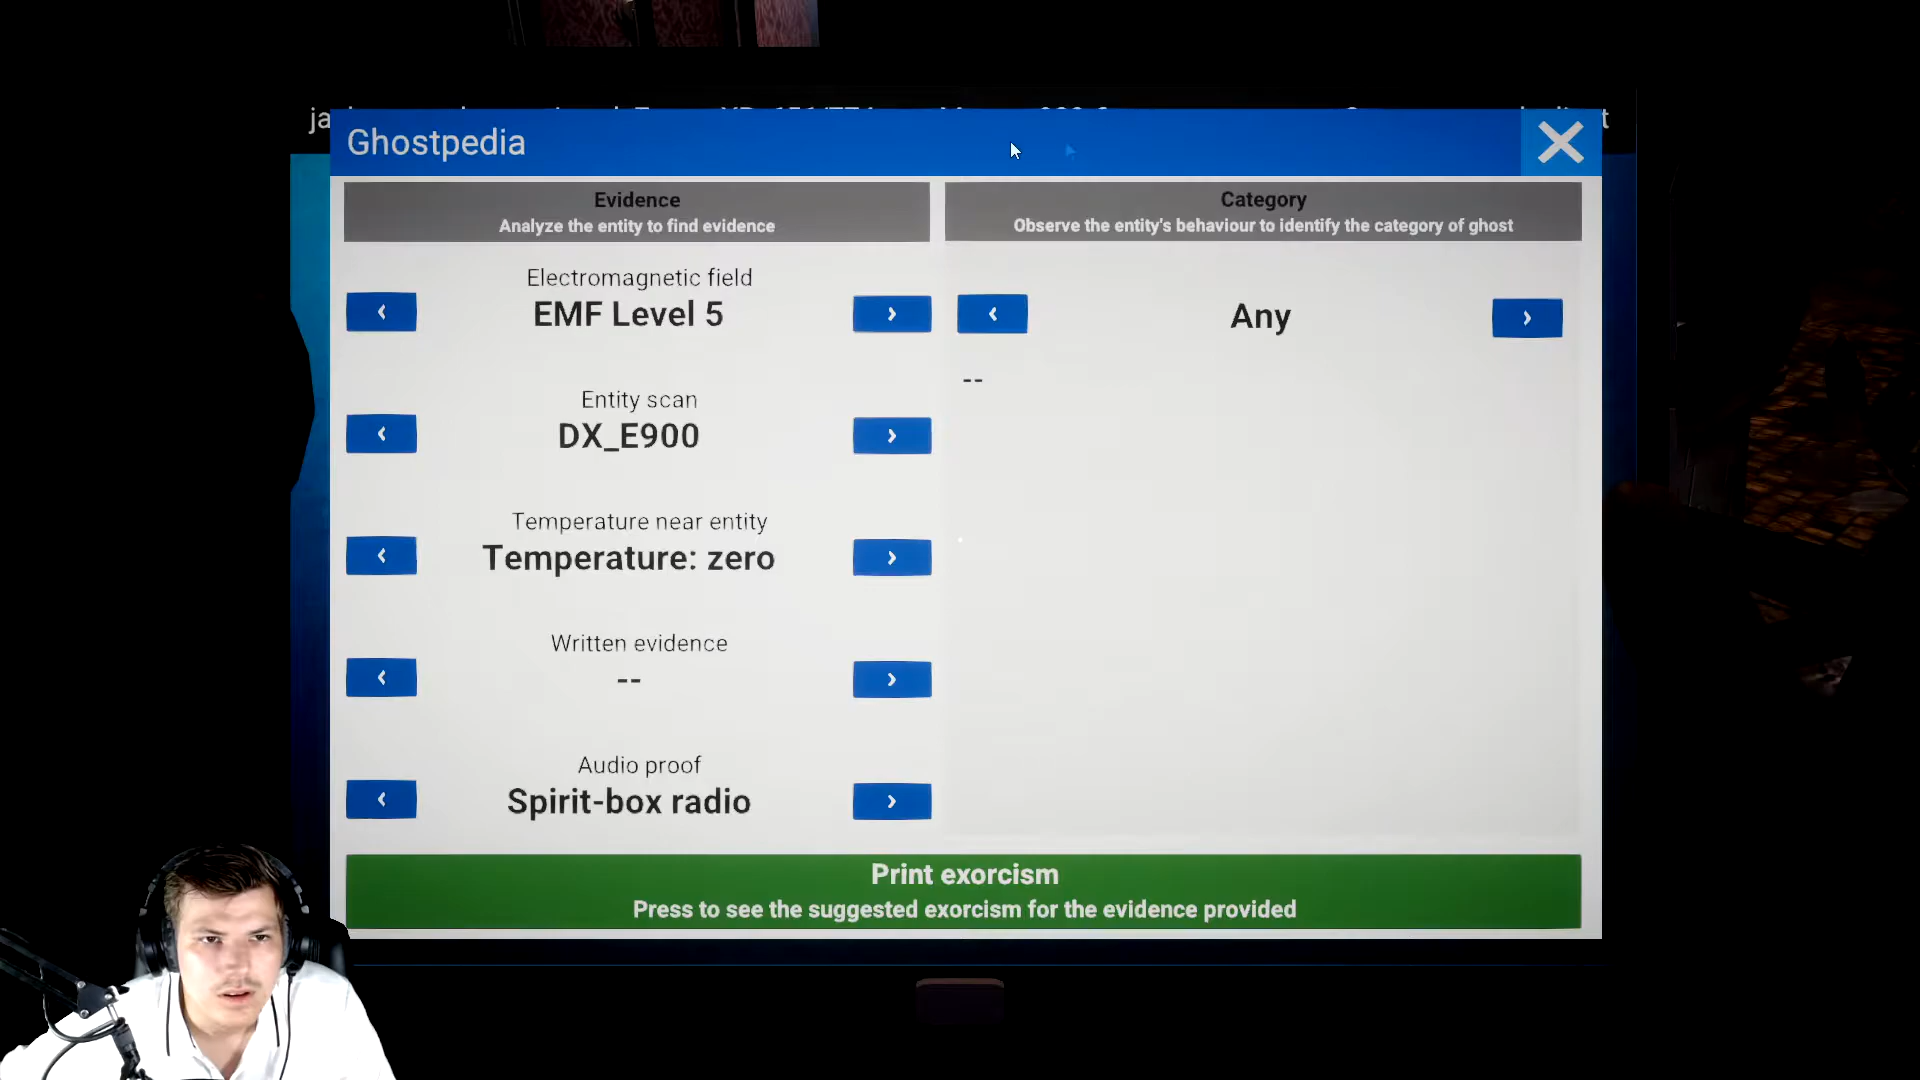 Ghostpedia
Evidence
Analyze the entity to find evidence
Category
Observe the entity's behaviour to identify the category of ghost
Electromagnetic field
EMF Level 5
Any
--
Entity scan
DX_E900
Temperature near entity
Temperature: zero
Written evidence
--
Audio proof
Spirit-box radio
Print exorcism
Press to see the suggested exorcism for the evidence provided